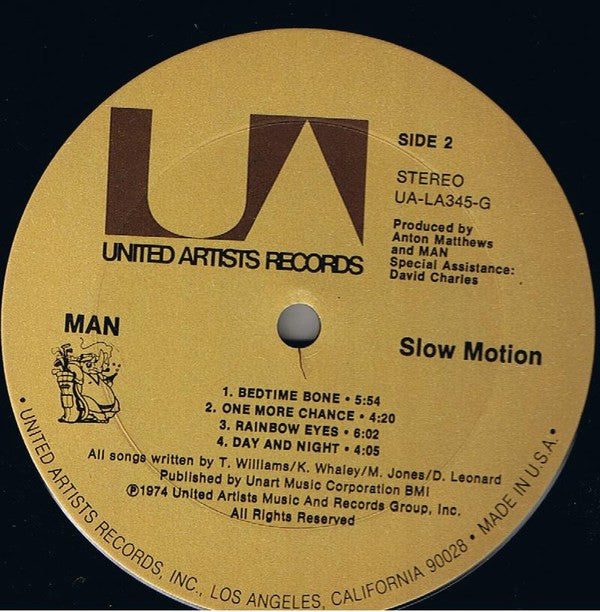 UA
UNITED ARTISTS RECORDS
SIDE 2
STEREO
UA-LA345-G
Produced by
Anton Matthews
and MAN
Special Assistance:
David Charles
MAN
Slow Motion
1. BEDTIME BONE • 5:54
2. ONE MORE CHANCE • 4:20
3. RAINBOW EYES • 6:02
4. DAY AND NIGHT • 4:05
All songs written by T. Williams/K. Whaley/M. Jones/D. Leonard
Published by Unart Music Corporation BMI
℗1974 United Artists Music And Records Group, Inc.
All Rights Reserved
• UNITED ARTISTS RECORDS, INC., LOS ANGELES, CALIFORNIA 90028 • MADE IN U.S.A. •